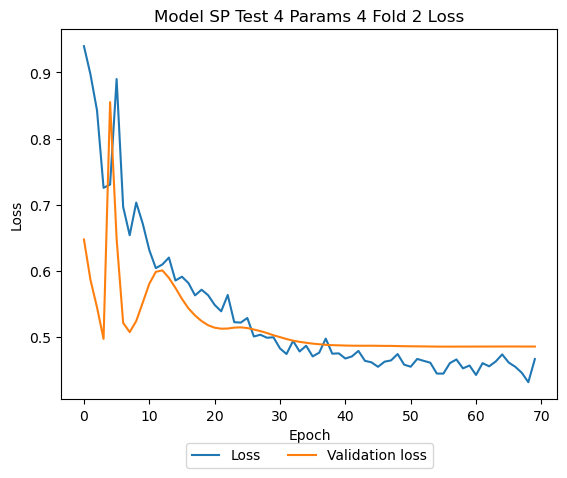 Model SP Test 4 Params 4 Fold 2 Loss
0.9
0.8
0.7
0.6
0.5
Loss
0 10 20 30 40 50 60 70
Epoch
Loss Validation loss